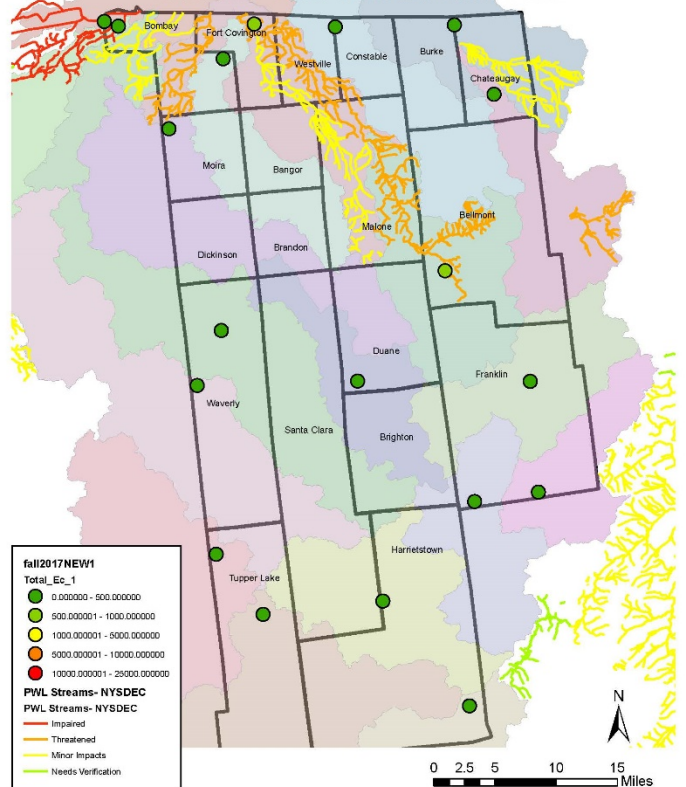 Bombay
Fort Covington
Westville
Constable
Burke
Chateaugay
Moira
Bangor
Malone
Bellmont
Dickinson
Brandon
Duane
Franklin
Waverly
Santa Clara
Brighton
Harrietstown
Tupper Lake
fall2017NEW1
Total_Ec_1
0.000000 - 500.000000
500.000001 - 1000.000000
1000.000001 - 5000.000000
5000.000001 - 10000.000000
10000.000001 - 25000.000000
PWL Streams- NYSDEC
PWL Streams- NYSDEC
Impaired
Threatened
Minor Impacts
Needs Verification
N
0 2.5 5 10 15
Miles